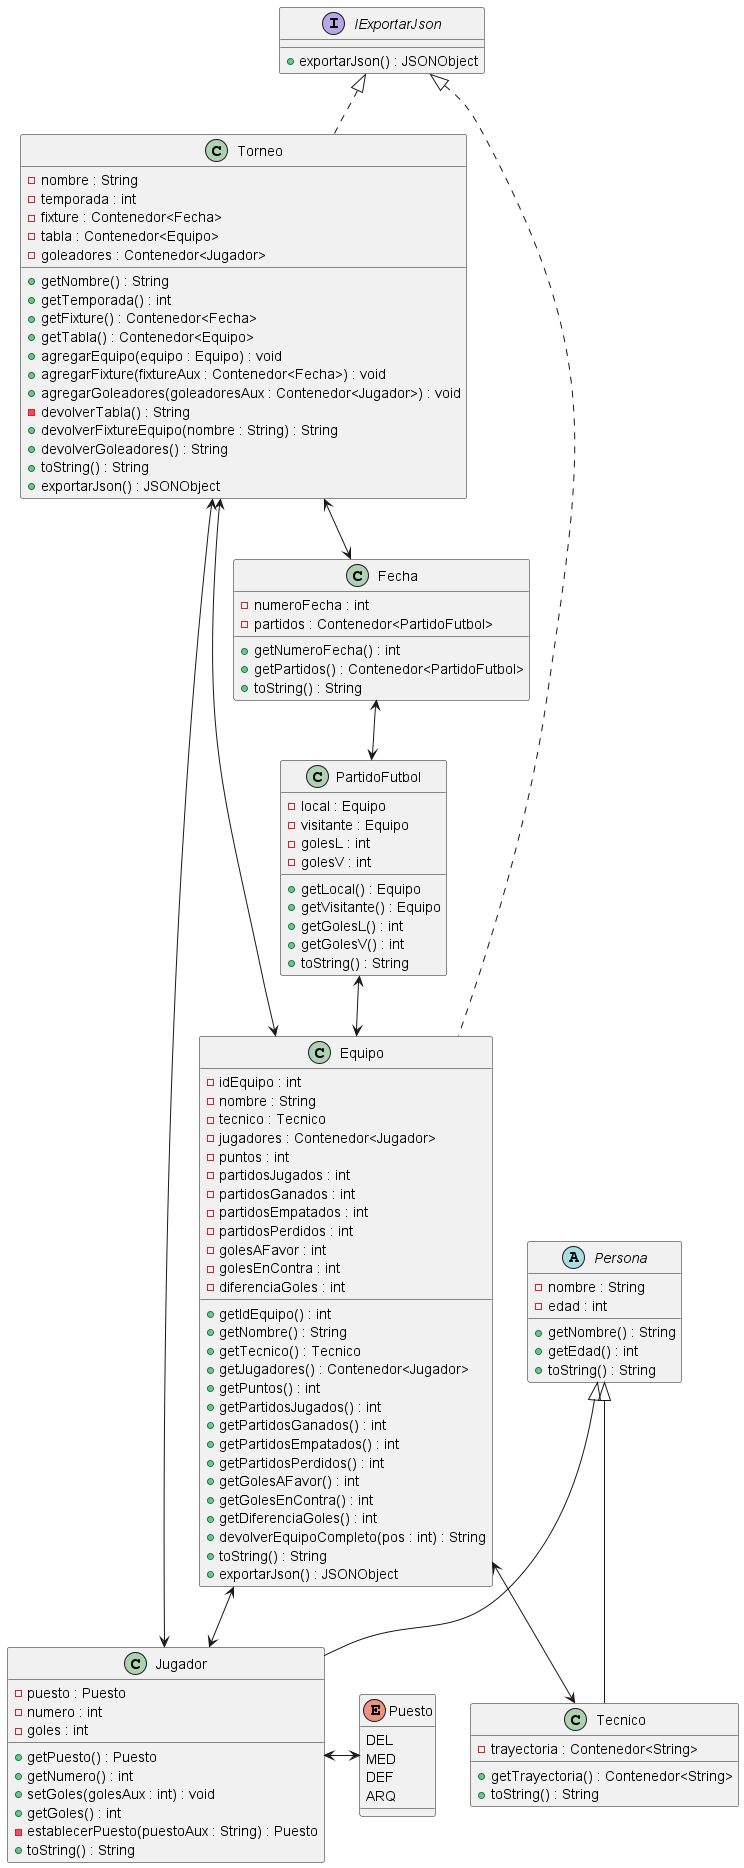 I IExportarJson
exportarJson() : JSONObject
C Torneo
nombre : String
temporada : int
fixture : Contenedor<Fecha>
tabla : Contenedor<Equipo>
goleadores : Contenedor<Jugador>
getNombre() : String
getTemporada() : int
getFixture() : Contenedor<Fecha>
getTabla() : Contenedor<Equipo>
agregarEquipo(equipo : Equipo) : void
agregarFixture(fixtureAux : Contenedor<Fecha>) : void
agregarGoleadores(goleadoresAux : Contenedor<Jugador>) : void
devolverTabla() : String
devolverFixtureEquipo(nombre : String) : String
devolverGoleadores() : String
toString() : String
exportarJson() : JSONObject
C Fecha
numeroFecha : int
partidos : Contenedor<PartidoFutbol>
getNumeroFecha() : int
getPartidos() : Contenedor<PartidoFutbol>
toString() : String
C PartidoFutbol
local : Equipo
visitante : Equipo
golesL : int
golesV : int
getLocal() : Equipo
getVisitante() : Equipo
getGolesL() : int
getGolesV() : int
toString() : String
C Equipo
idEquipo : int
nombre : String
tecnico : Tecnico
jugadores : Contenedor<Jugador>
puntos : int
partidosJugados : int
partidosGanados : int
partidosEmpatados : int
partidosPerdidos : int
golesAFavor : int
golesEnContra : int
diferenciaGoles : int
getIdEquipo() : int
getNombre() : String
getTecnico() : Tecnico
getJugadores() : Contenedor<Jugador>
getPuntos() : int
getPartidosJugados() : int
getPartidosGanados() : int
getPartidosEmpatados() : int
getPartidosPerdidos() : int
getGolesAFavor() : int
getGolesEnContra() : int
getDiferenciaGoles() : int
devolverEquipoCompleto(pos : int) : String
toString() : String
exportarJson() : JSONObject
A Persona
nombre : String
edad : int
getNombre() : String
getEdad() : int
toString() : String
C Jugador
puesto : Puesto
numero : int
goles : int
getPuesto() : Puesto
getNumero() : int
setGoles(golesAux : int) : void
getGoles() : int
establecerPuesto(puestoAux : String) : Puesto
toString() : String
E Puesto
DEL
MED
DEF
ARQ
C Tecnico
trayectoria : Contenedor<String>
getTrayectoria() : Contenedor<String>
toString() : String